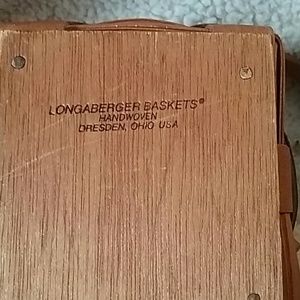 LONGABERGER BASKETS®
HANDWOVEN
DRESDEN, OHIO USA